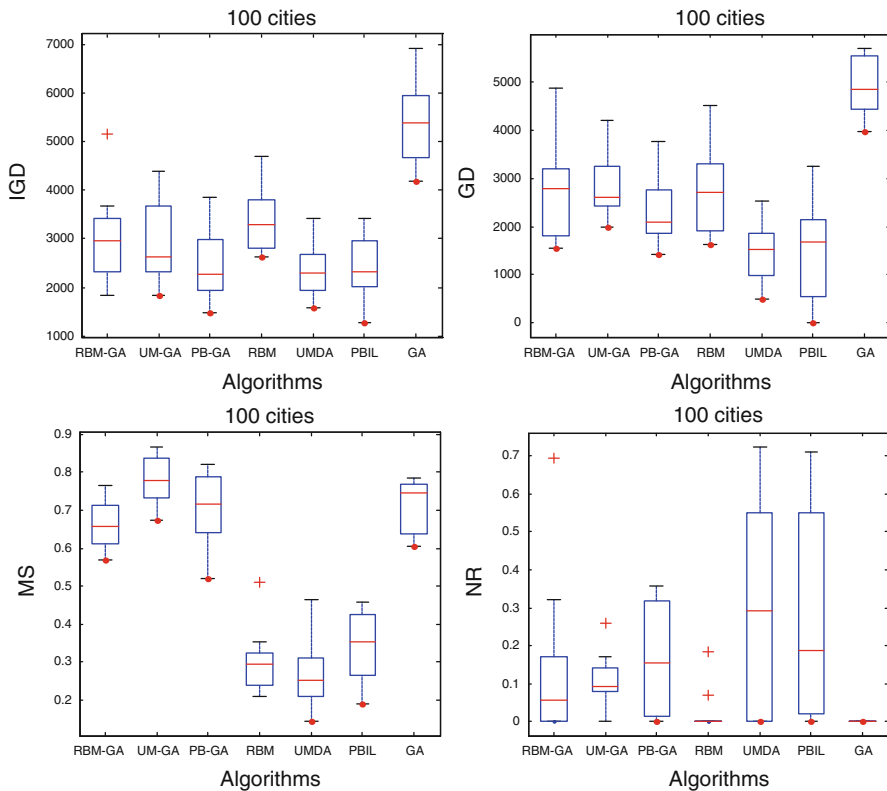 100 cities
7000
6000
5000
4000
3000
2000
1000
IGD
RBM-GA UM-GA PB-GA RBM UMDA PBIL GA
Algorithms
100 cities
5000
4000
3000
2000
1000
0
GD
RBM-GA UM-GA PB-GA RBM UMDA PBIL GA
Algorithms
100 cities
0.9
0.8
0.7
0.6
0.5
0.4
0.3
0.2
MS
RBM-GA UM-GA PB-GA RBM UMDA PBIL GA
Algorithms
100 cities
0.7
0.6
0.5
0.4
0.3
0.2
0.1
0
NR
RBM-GA UM-GA PB-GA RBM UMDA PBIL GA
Algorithms